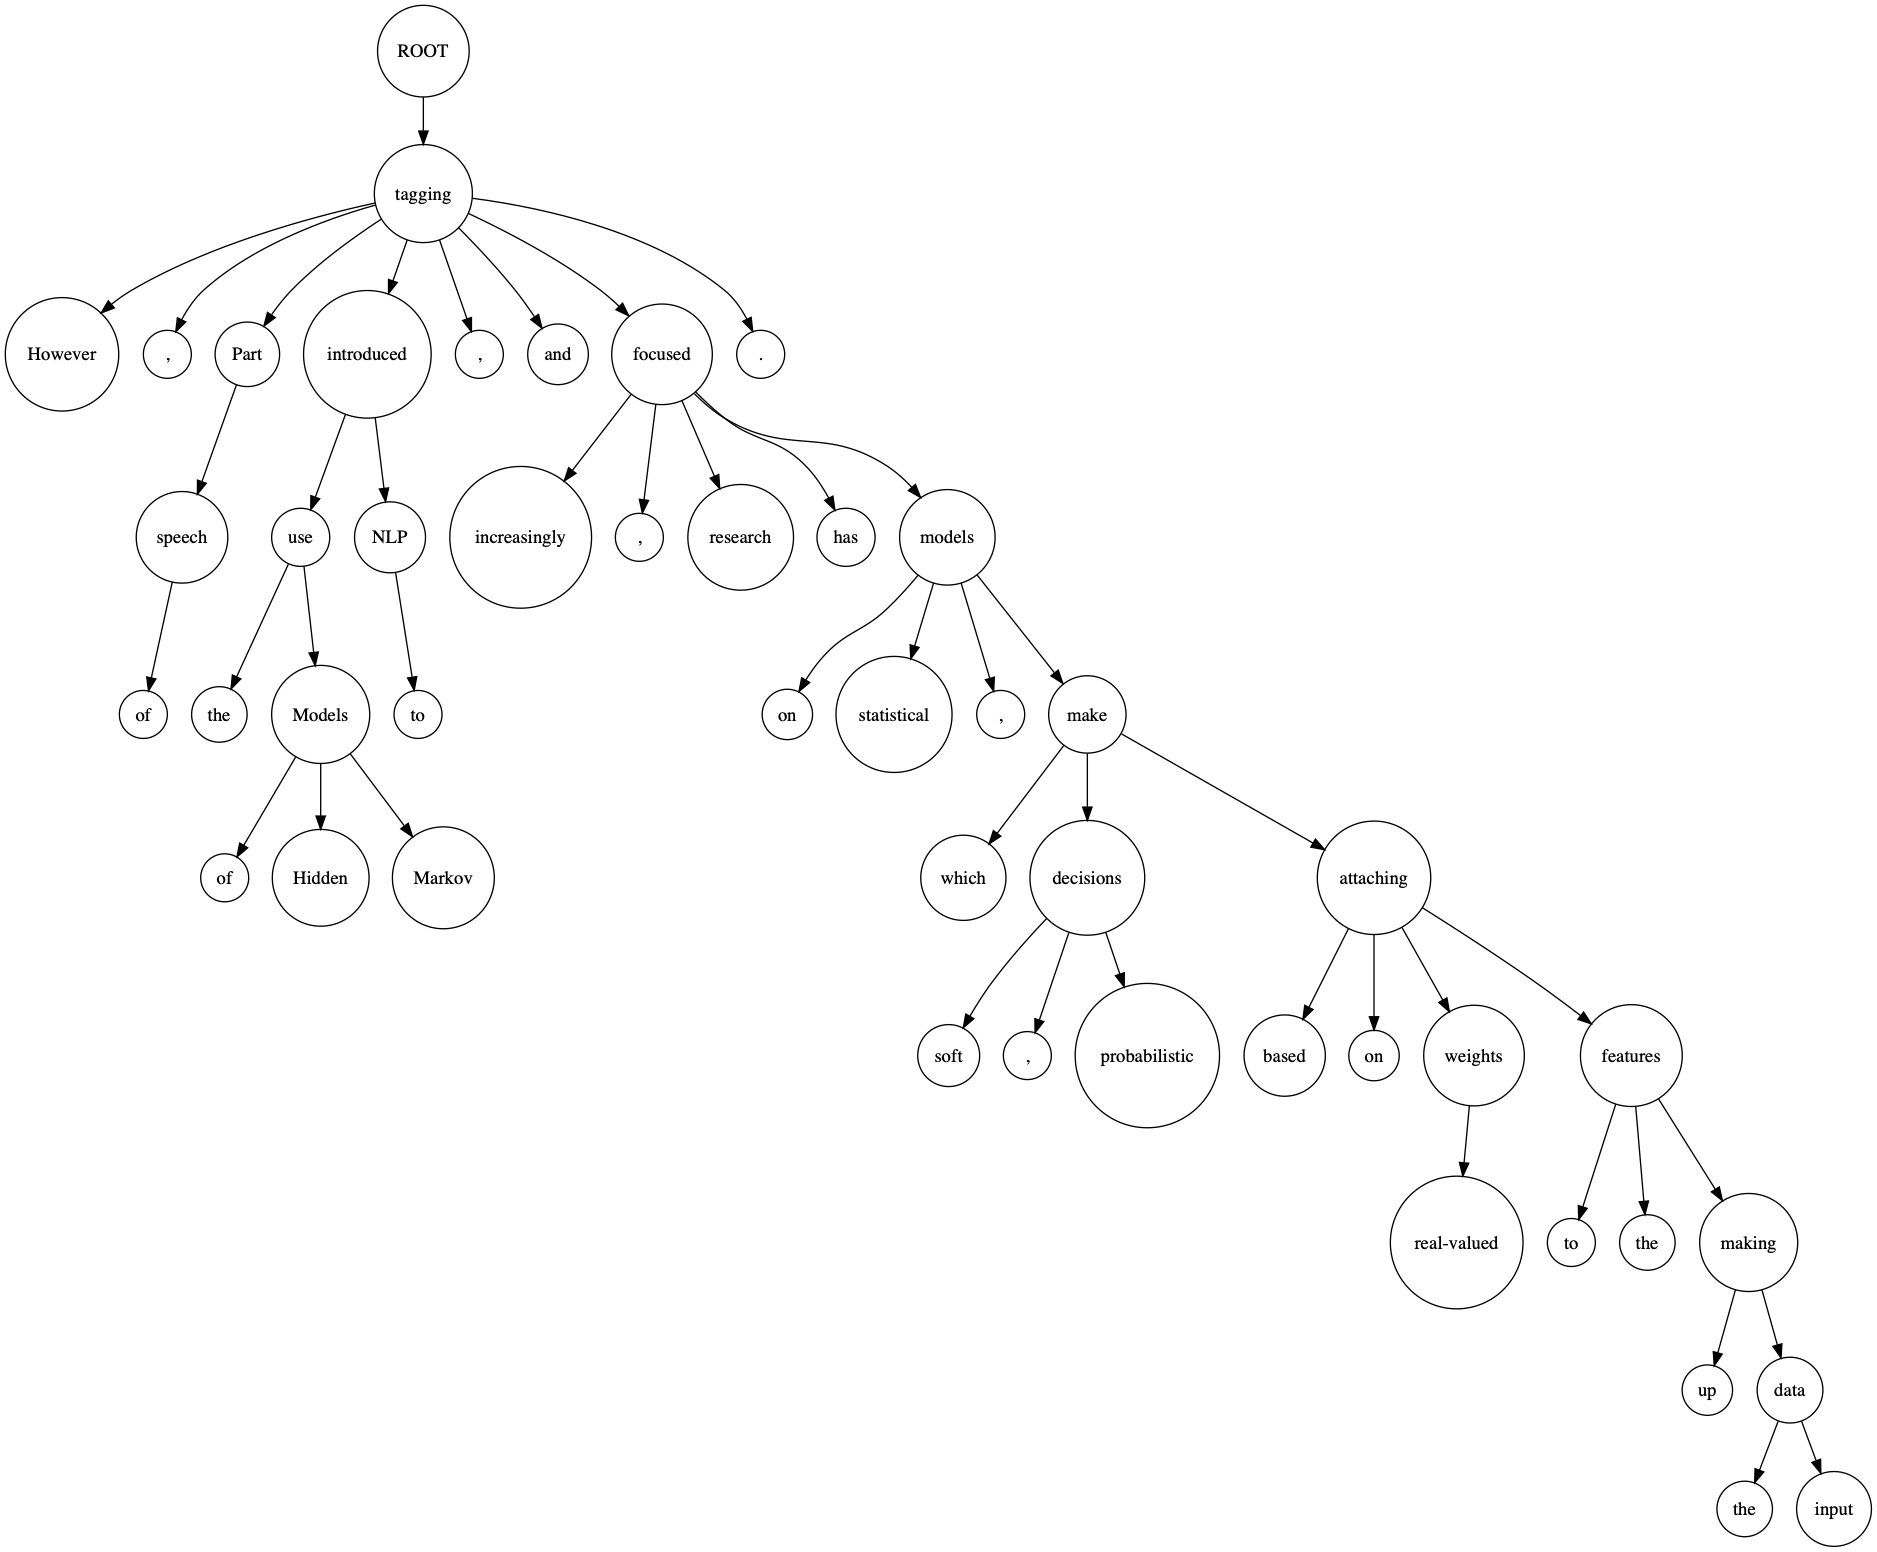 ROOT
tagging
However , Part introduced , and focused .
speech use NLP increasingly , research has models
of the Models to on statistical , make
of Hidden Markov which decisions attaching
soft , probabilistic based on weights features
real-valued to the making
up data
the input